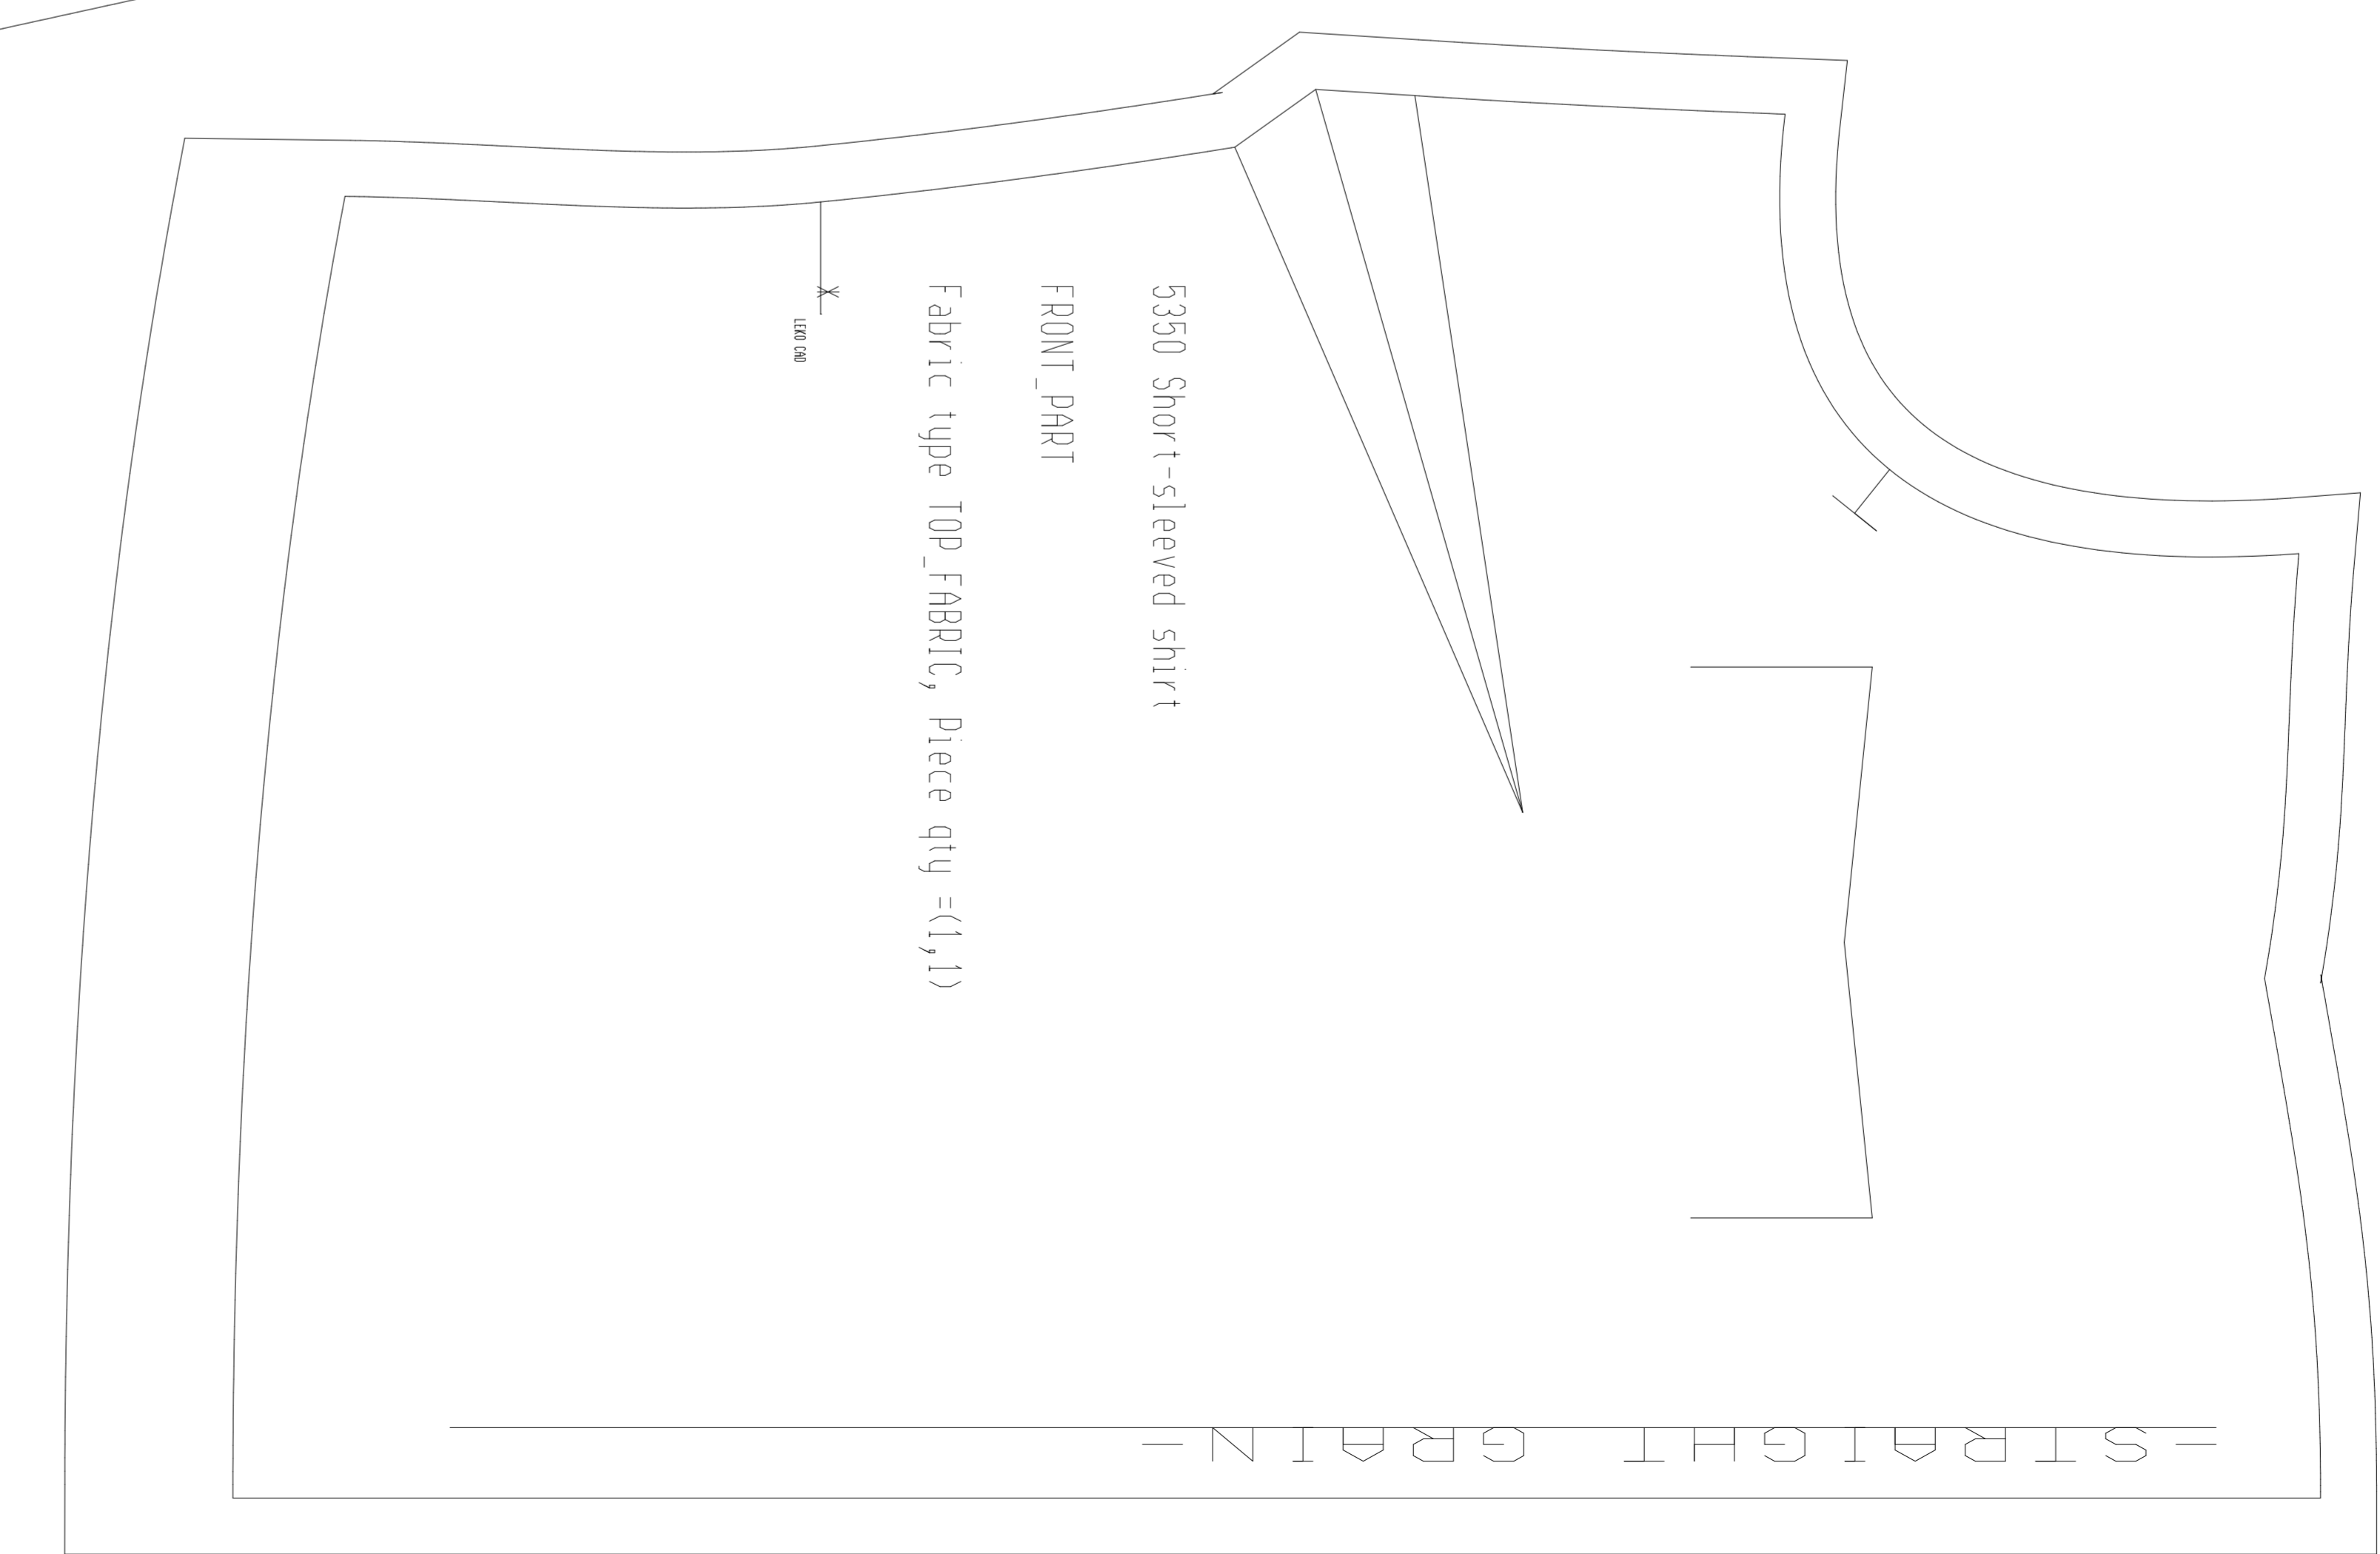 5350 Short-sleeved shirt
FRONT_PART
Fabric type TOP_FABRIC, piece qty =(1,1)
LEKO CAD
-STRAIGHT GRAIN-